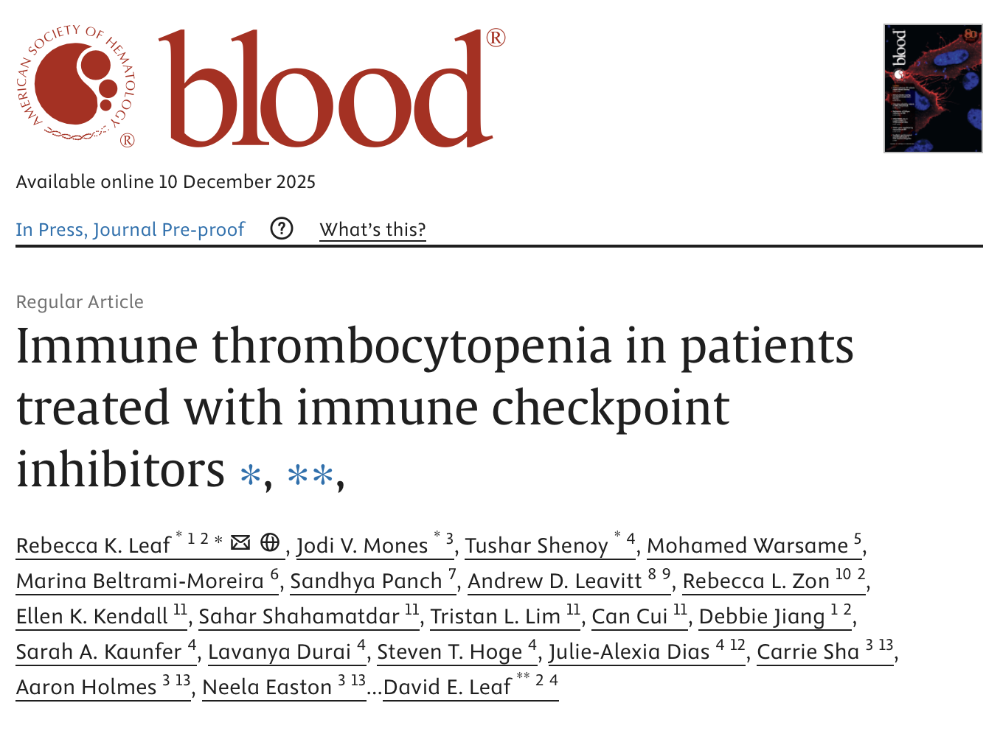 AMERICAN SOCIETY OF HEMATOLOGY
®
blood®
blood
Available online 10 December 2025
In Press, Journal Pre-proof ? What's this?
Regular Article
Immune thrombocytopenia in patients
treated with immune checkpoint
inhibitors *, **,
Rebecca K. Leaf * 1 2 * , Jodi V. Mones * 3, Tushar Shenoy * 4, Mohamed Warsame 5,
Marina Beltrami-Moreira 6, Sandhya Panch 7, Andrew D. Leavitt 8 9, Rebecca L. Zon 10 2,
Ellen K. Kendall 11, Sahar Shahamatdar 11, Tristan L. Lim 11, Can Cui 11, Debbie Jiang 1 2,
Sarah A. Kaunfer 4, Lavanya Durai 4, Steven T. Hoge 4, Julie-Alexia Dias 4 12, Carrie Sha 3 13,
Aaron Holmes 3 13, Neela Easton 3 13...David E. Leaf ** 2 4